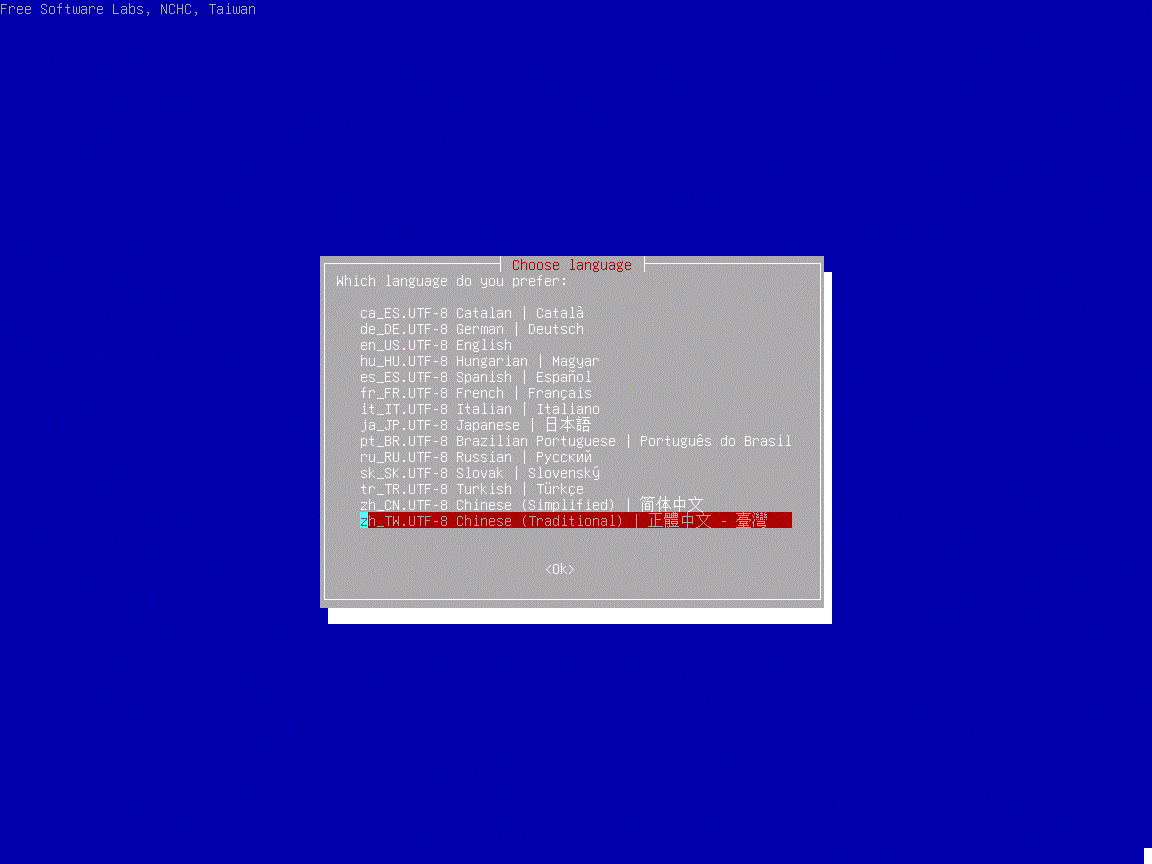 Free Software Labs, NCHC, Taiwan
Choose language
Which language do you prefer:
ca_ES.UTF-8 Catalan | Català
de_DE.UTF-8 German | Deutsch
en_US.UTF-8 English
hu_HU.UTF-8 Hungarian | Magyar
es_ES.UTF-8 Spanish | Español
fr_FR.UTF-8 French | Français
it_IT.UTF-8 Italian | Italiano
ja_JP.UTF-8 Japanese | 日本語
pt_BR.UTF-8 Brazilian Portuguese | Português do Brasil
ru_RU.UTF-8 Russian | Русский
sk_SK.UTF-8 Slovak | Slovenský
tr_TR.UTF-8 Turkish | Türkçe
zh_CN.UTF-8 Chinese (Simplified) | 简体中文
zh_TW.UTF-8 Chinese (Traditional) | 正體中文 - 臺灣
<Ok>